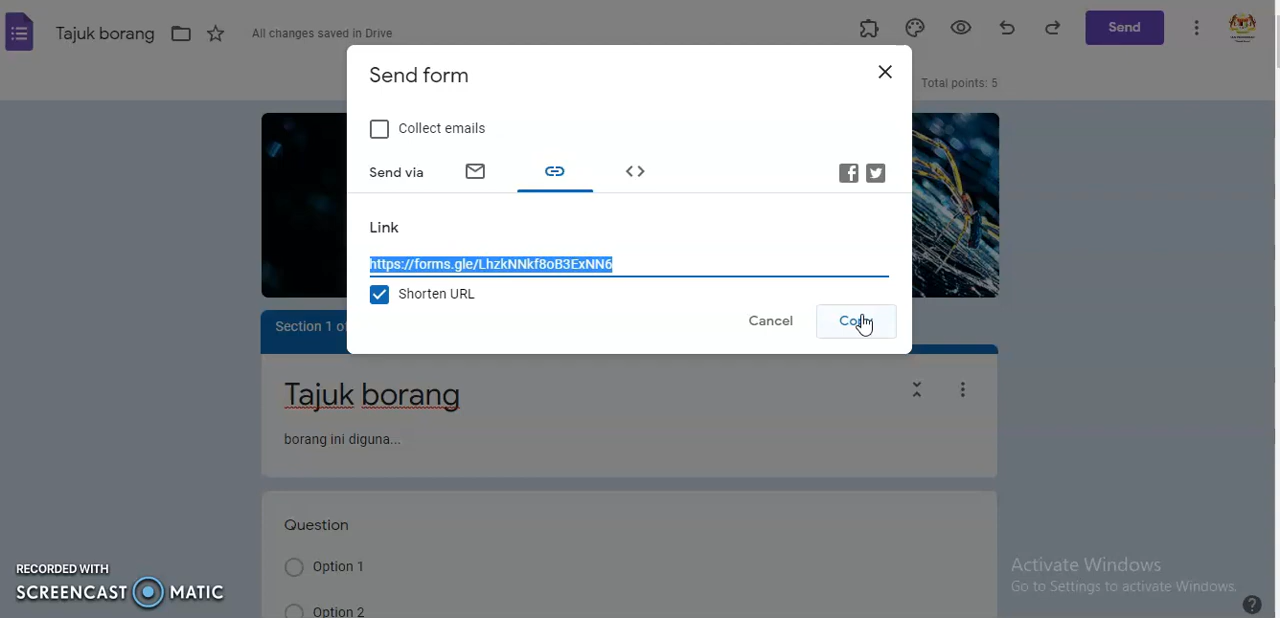 Tajuk borang
All changes saved in Drive
Send
Send form
Total points: 5
Collect emails
Send via
Link
https://forms.gle/LhzkNNkf8oB3ExNN6
Shorten URL
Cancel
Section 1 of
Tajuk borang
borang ini diguna...
Question
Option 1
Option 2
RECORDED WITH
SCREENCAST MATIC
Activate Windows
Go to Settings to activate Windows.